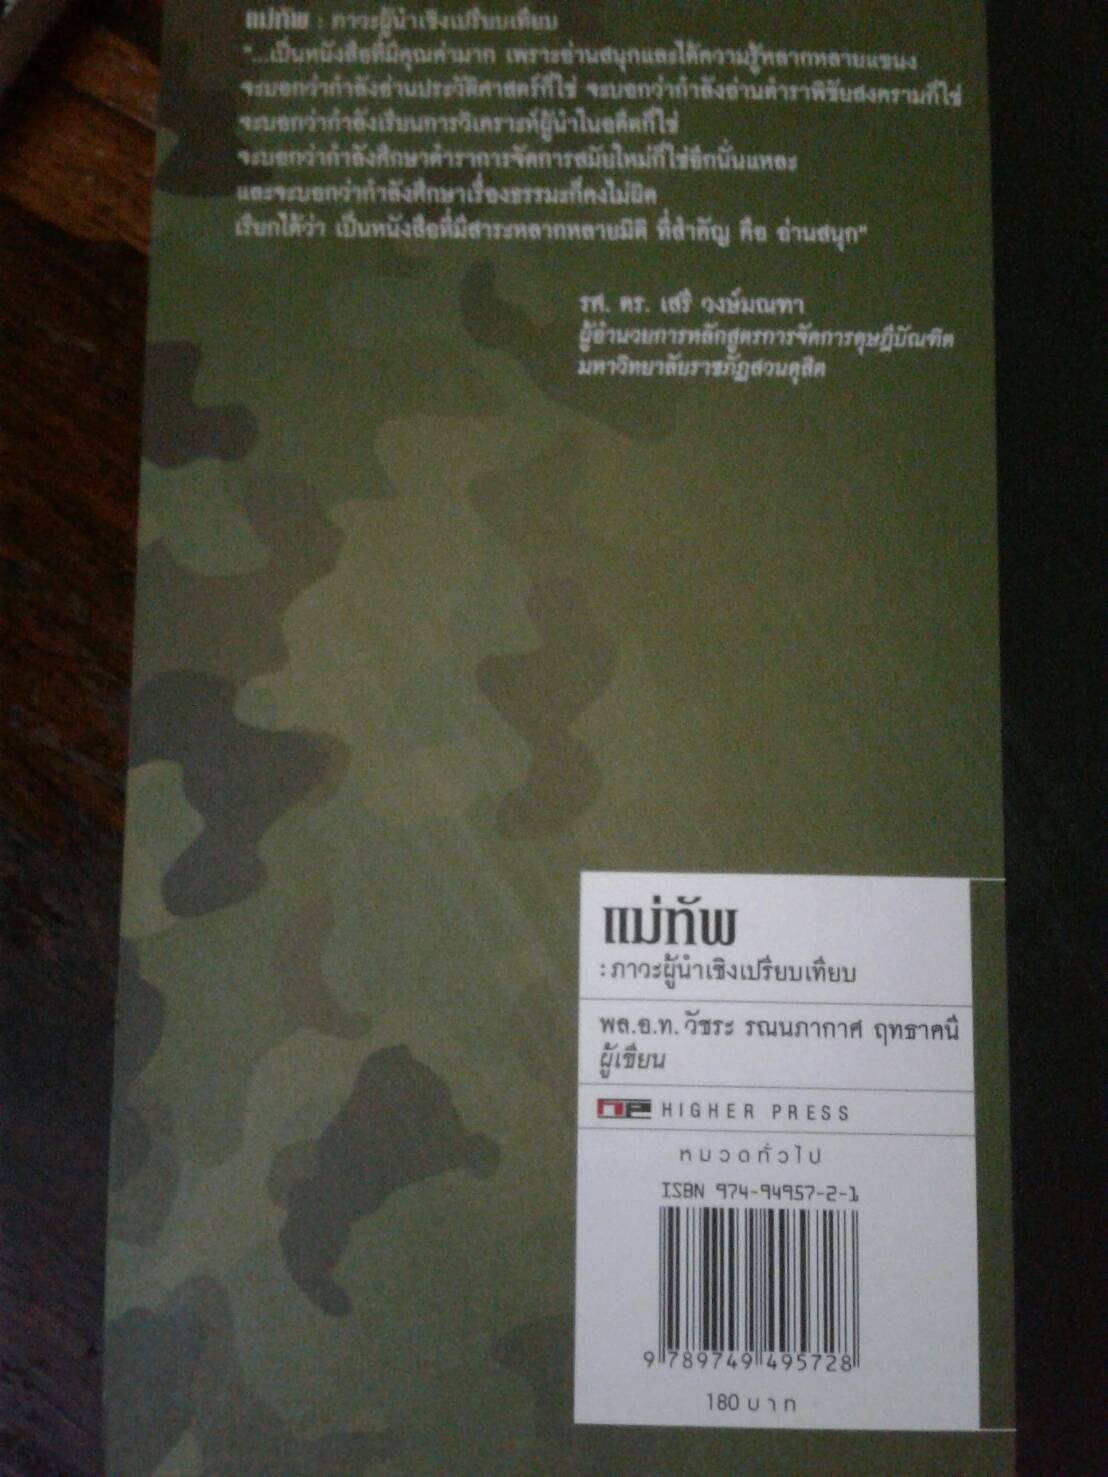 แม่ทัพ : ภาวะผู้นำเชิงเปรียบเทียบ
"...เป็นหนังสือที่มีคุณค่ามาก เพราะอ่านสนุกและได้ความรู้หลากหลายแขนง
จะบอกว่ากำลังอ่านประวัติศาสตร์ก็ใช่ จะบอกว่ากำลังอ่านตำราพิชัยสงครามก็ใช่
จะบอกว่ากำลังเรียนการวิเคราะห์ผู้นำในอดีตก็ใช่
จะบอกว่ากำลังศึกษาตำราการจัดการสมัยใหม่ก็ใช่อีกนั่นแหละ
และจะบอกว่ากำลังศึกษาเรื่องธรรมะก็คงไม่ผิด
เรียกได้ว่า เป็นหนังสือที่มีสาระหลากหลายมิติ ที่สำคัญ คือ อ่านสนุก"
รศ. ดร. เสรี วงษ์มณฑา
ผู้อำนวยการหลักสูตรการจัดการดุษฎีบัณฑิต
มหาวิทยาลัยราชภัฏสวนดุสิต
แม่ทัพ
:ภาวะผู้นำเชิงเปรียบเทียบ
พล.อ.ท. วัชระ รณนภากาศ ฤทธาคนี
ผู้เขียน
HIGHER PRESS
หมวดทั่วไป
ISBN 974-94957-2-1
9 789749 495728
180 บาท